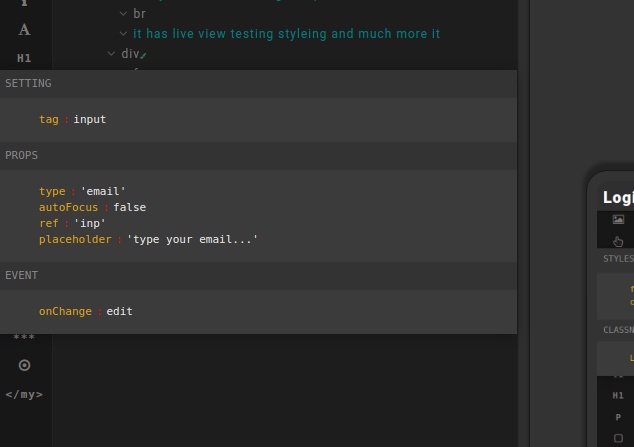 br
it has live view testing styleing and much more it
A
div
H1
SETTING
tag : input
PROPS
type : 'email'
autoFocus : false
ref : 'inp'
placeholder : 'type your email...'
EVENT
onChange : edit
***
</my>
Logi
STYLES
CLASSN
L
H1
P